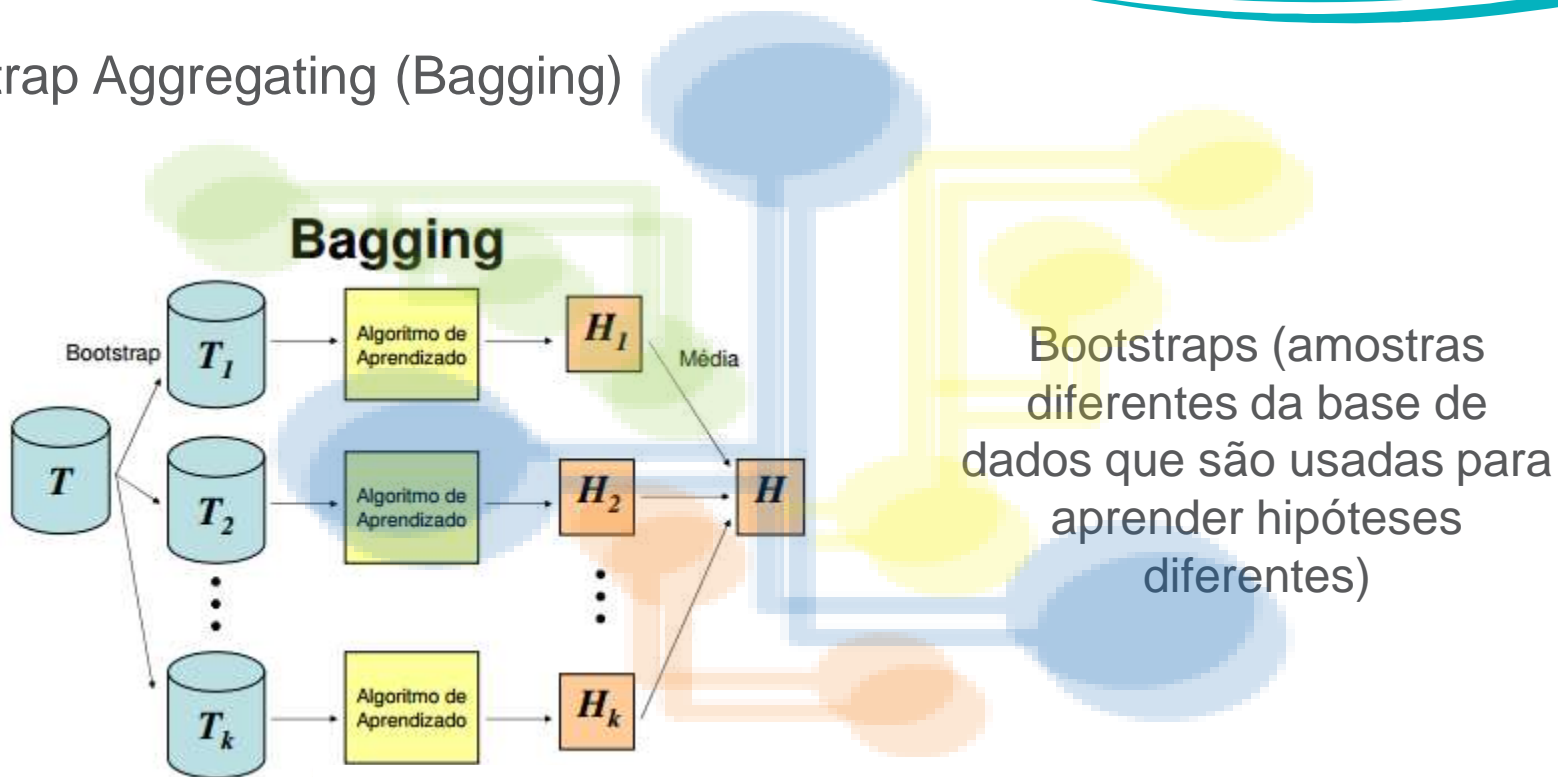 trap Aggregating (Bagging)
Bagging
Bootstrap
T1
Algoritmo de
Aprendizado
H1
Média
T
T2
Algoritmo de
Aprendizado
H2
H
Tk
Algoritmo de
Aprendizado
Hk
Bootstraps (amostras
diferentes da base de
dados que são usadas para
aprender hipóteses
diferentes)